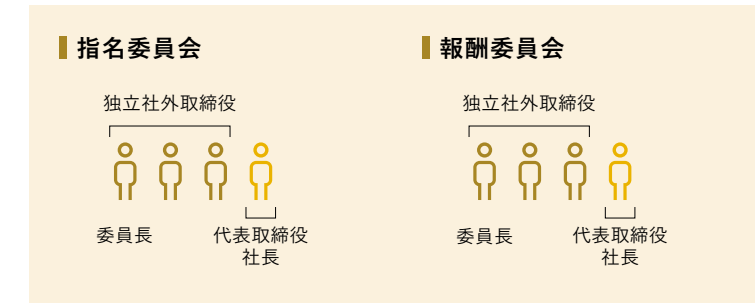 指名委員会
独立社外取締役
委員長
代表取締役
社長
報酬委員会
独立社外取締役
委員長
代表取締役
社長